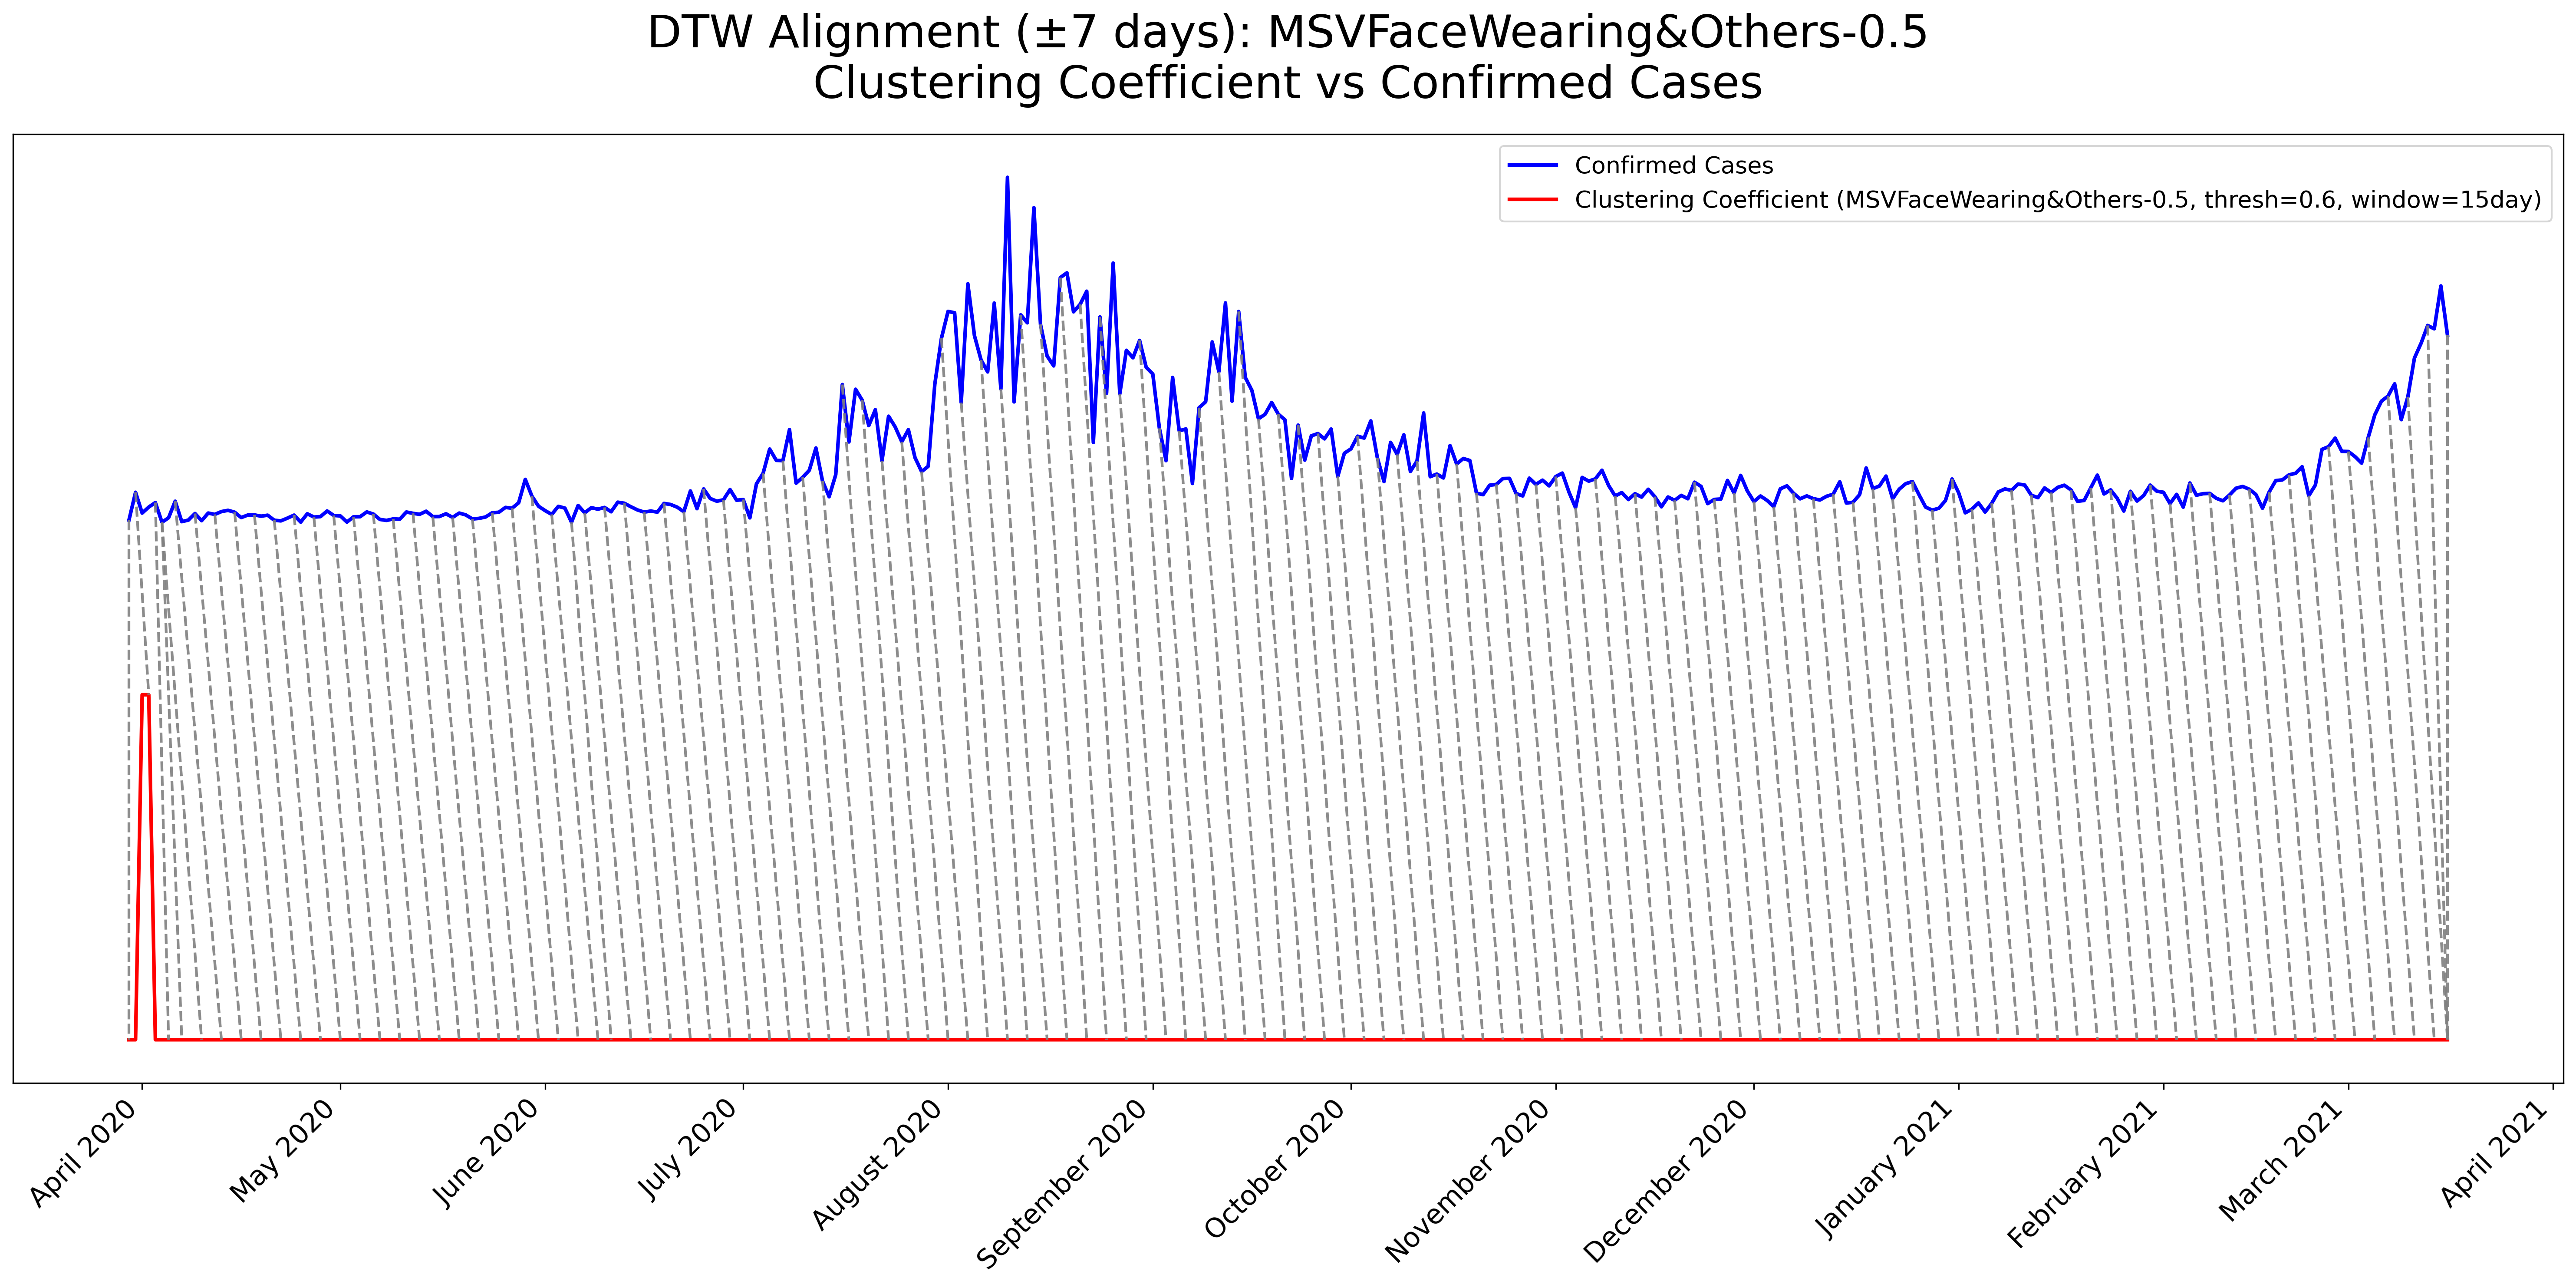 DTW Alignment (±7 days): MSVFaceWearing&Others-0.5
Clustering Coefficient vs Confirmed Cases
Confirmed Cases
Clustering Coefficient (MSVFaceWearing&Others-0.5, thresh=0.6, window=15day)
April 2020
May 2020
June 2020
July 2020
August 2020
September 2020
October 2020
November 2020
December 2020
January 2021
February 2021
March 2021
April 2021